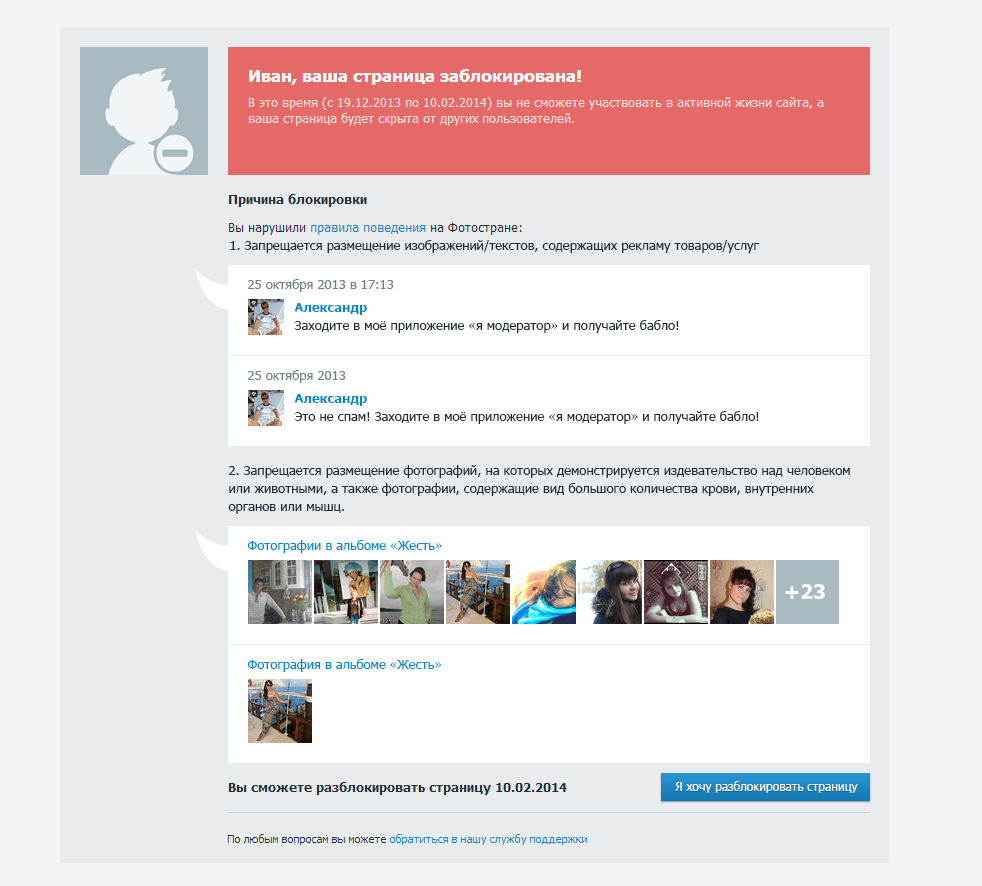 Иван, ваша страница заблокирована!
В это время (с 19.12.2013 по 10.02.2014) вы не сможете участвовать в активной жизни сайта, а
ваша страница будет скрыта от других пользователей.
Причина блокировки
Вы нарушили правила поведения на Фотостране:
1. Запрещается размещение изображений/текстов, содержащих рекламу товаров/услуг
25 октября 2013 в 17:13
Александр
Заходите в моё приложение «я модератор» и получайте бабло!
25 октября 2013
Александр
Это не спам! Заходите в моё приложение «я модератор» и получайте бабло!
2. Запрещается размещение фотографий, на которых демонстрируется издевательство над человеком
или животными, а также фотографии, содержащие вид большого количества крови, внутренних
органов или мышц.
Фотографии в альбоме «Жесть»
+23
Фотография в альбоме «Жесть»
Вы сможете разблокировать страницу 10.02.2014
Я хочу разблокировать страницу
По любым вопросам вы можете обратиться в нашу службу поддержки